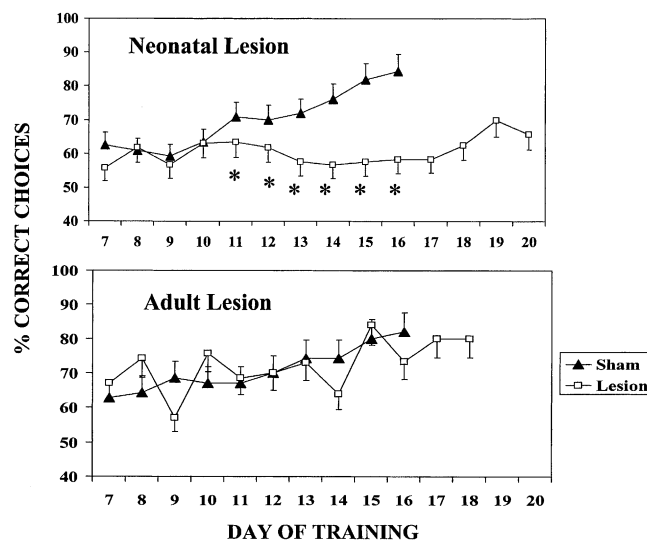 % CORRECT CHOICES
Neonatal Lesion
100
90
80
70
60
50
40
* * * * * *
7 8 9 10 11 12 13 14 15 16 17 18 19 20
Adult Lesion
100
90
80
70
60
50
40
7 8 9 10 11 12 13 14 15 16 17 18 19 20
DAY OF TRAINING
Sham
Lesion